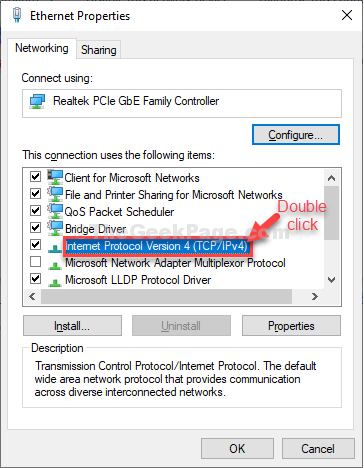 Ethernet Properties
Networking
Sharing
Connect using:
Realtek PCIe GbE Family Controller
Configure...
This connection uses the following items:
Client for Microsoft Networks
File and Printer Sharing for Microsoft Networks
QoS Packet Scheduler
Bridge Driver
Internet Protocol Version 4 (TCP/IPv4)
Microsoft Network Adapter Multiplexor Protocol
Microsoft LLDP Protocol Driver
Double
click
Install...
Uninstall
Properties
Description
Transmission Control Protocol/Internet Protocol. The default
wide area network protocol that provides communication
across diverse interconnected networks.
OK
Cancel